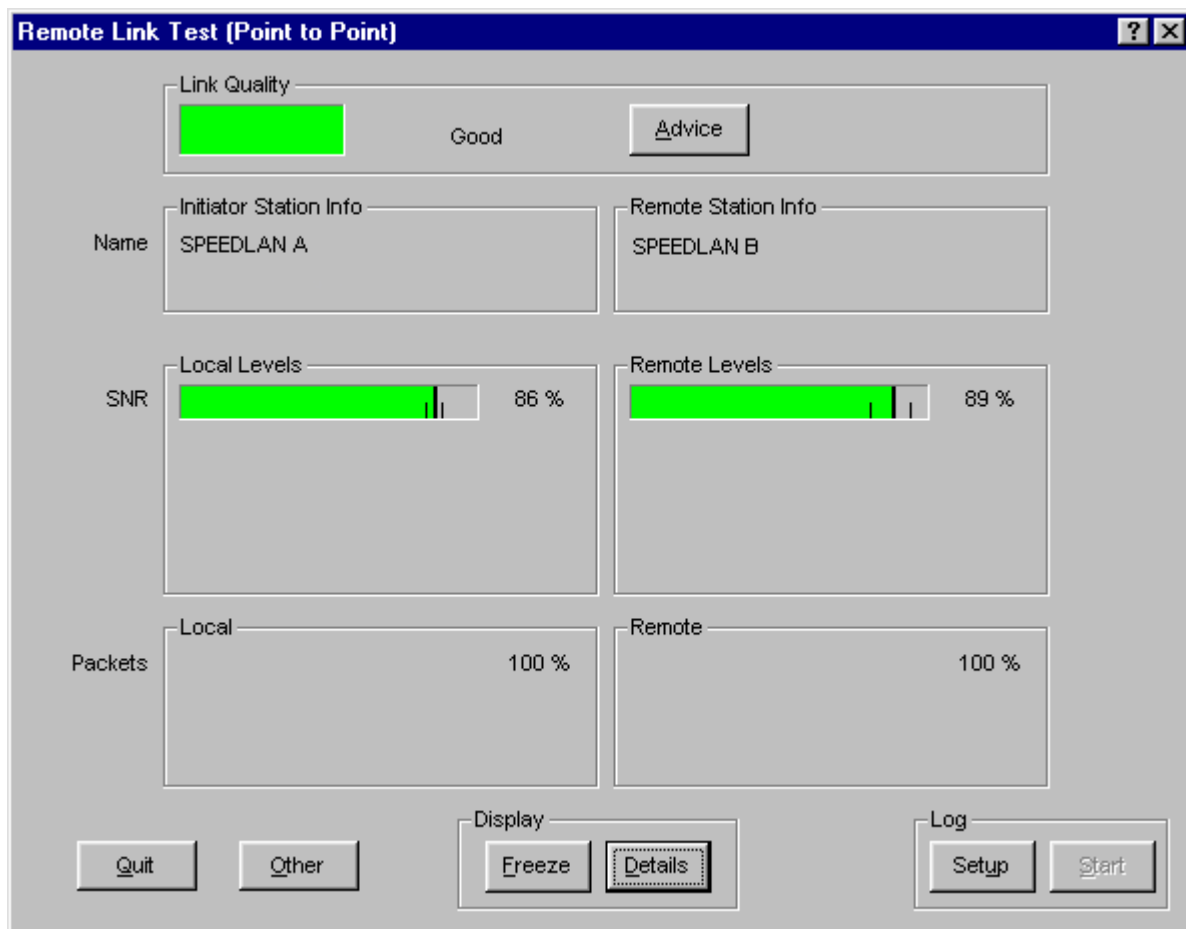 Remote Link Test (Point to Point)
? X
Link Quality
Good
Advice
Initiator Station Info
Remote Station Info
Name
SPEEDLAN A
SPEEDLAN B
Local Levels
Remote Levels
SNR
86 %
89 %
Local
Remote
Packets
100 %
100 %
Display
Log
Quit
Other
Freeze
Details
Setup
Start